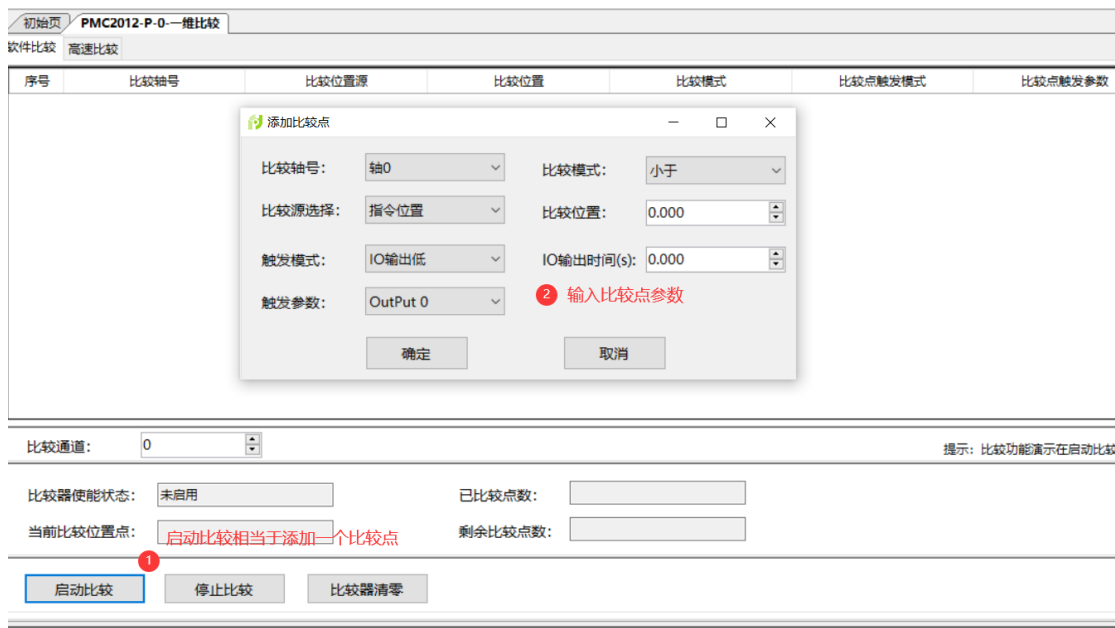 初始页 PMC2012-P-0-一维比较
软件比较 高速比较
序号 比较轴号 比较位置源 比较位置 比较模式 比较点触发模式 比较点触发参数
添加比较点
比较轴号: 轴0 比较模式: 小于
比较源选择: 指令位置 比较位置: 0.000
触发模式: IO输出低 IO输出时间(s): 0.000
2 输入比较点参数
触发参数: OutPut 0
确定 取消
比较通道: 0
提示: 比较功能演示在启动比较
比较器使能状态: 未启用 已比较点数:
当前比较位置点: 启动比较相当于添加一个比较点 剩余比较点数:
1
启动比较 停止比较 比较器清零